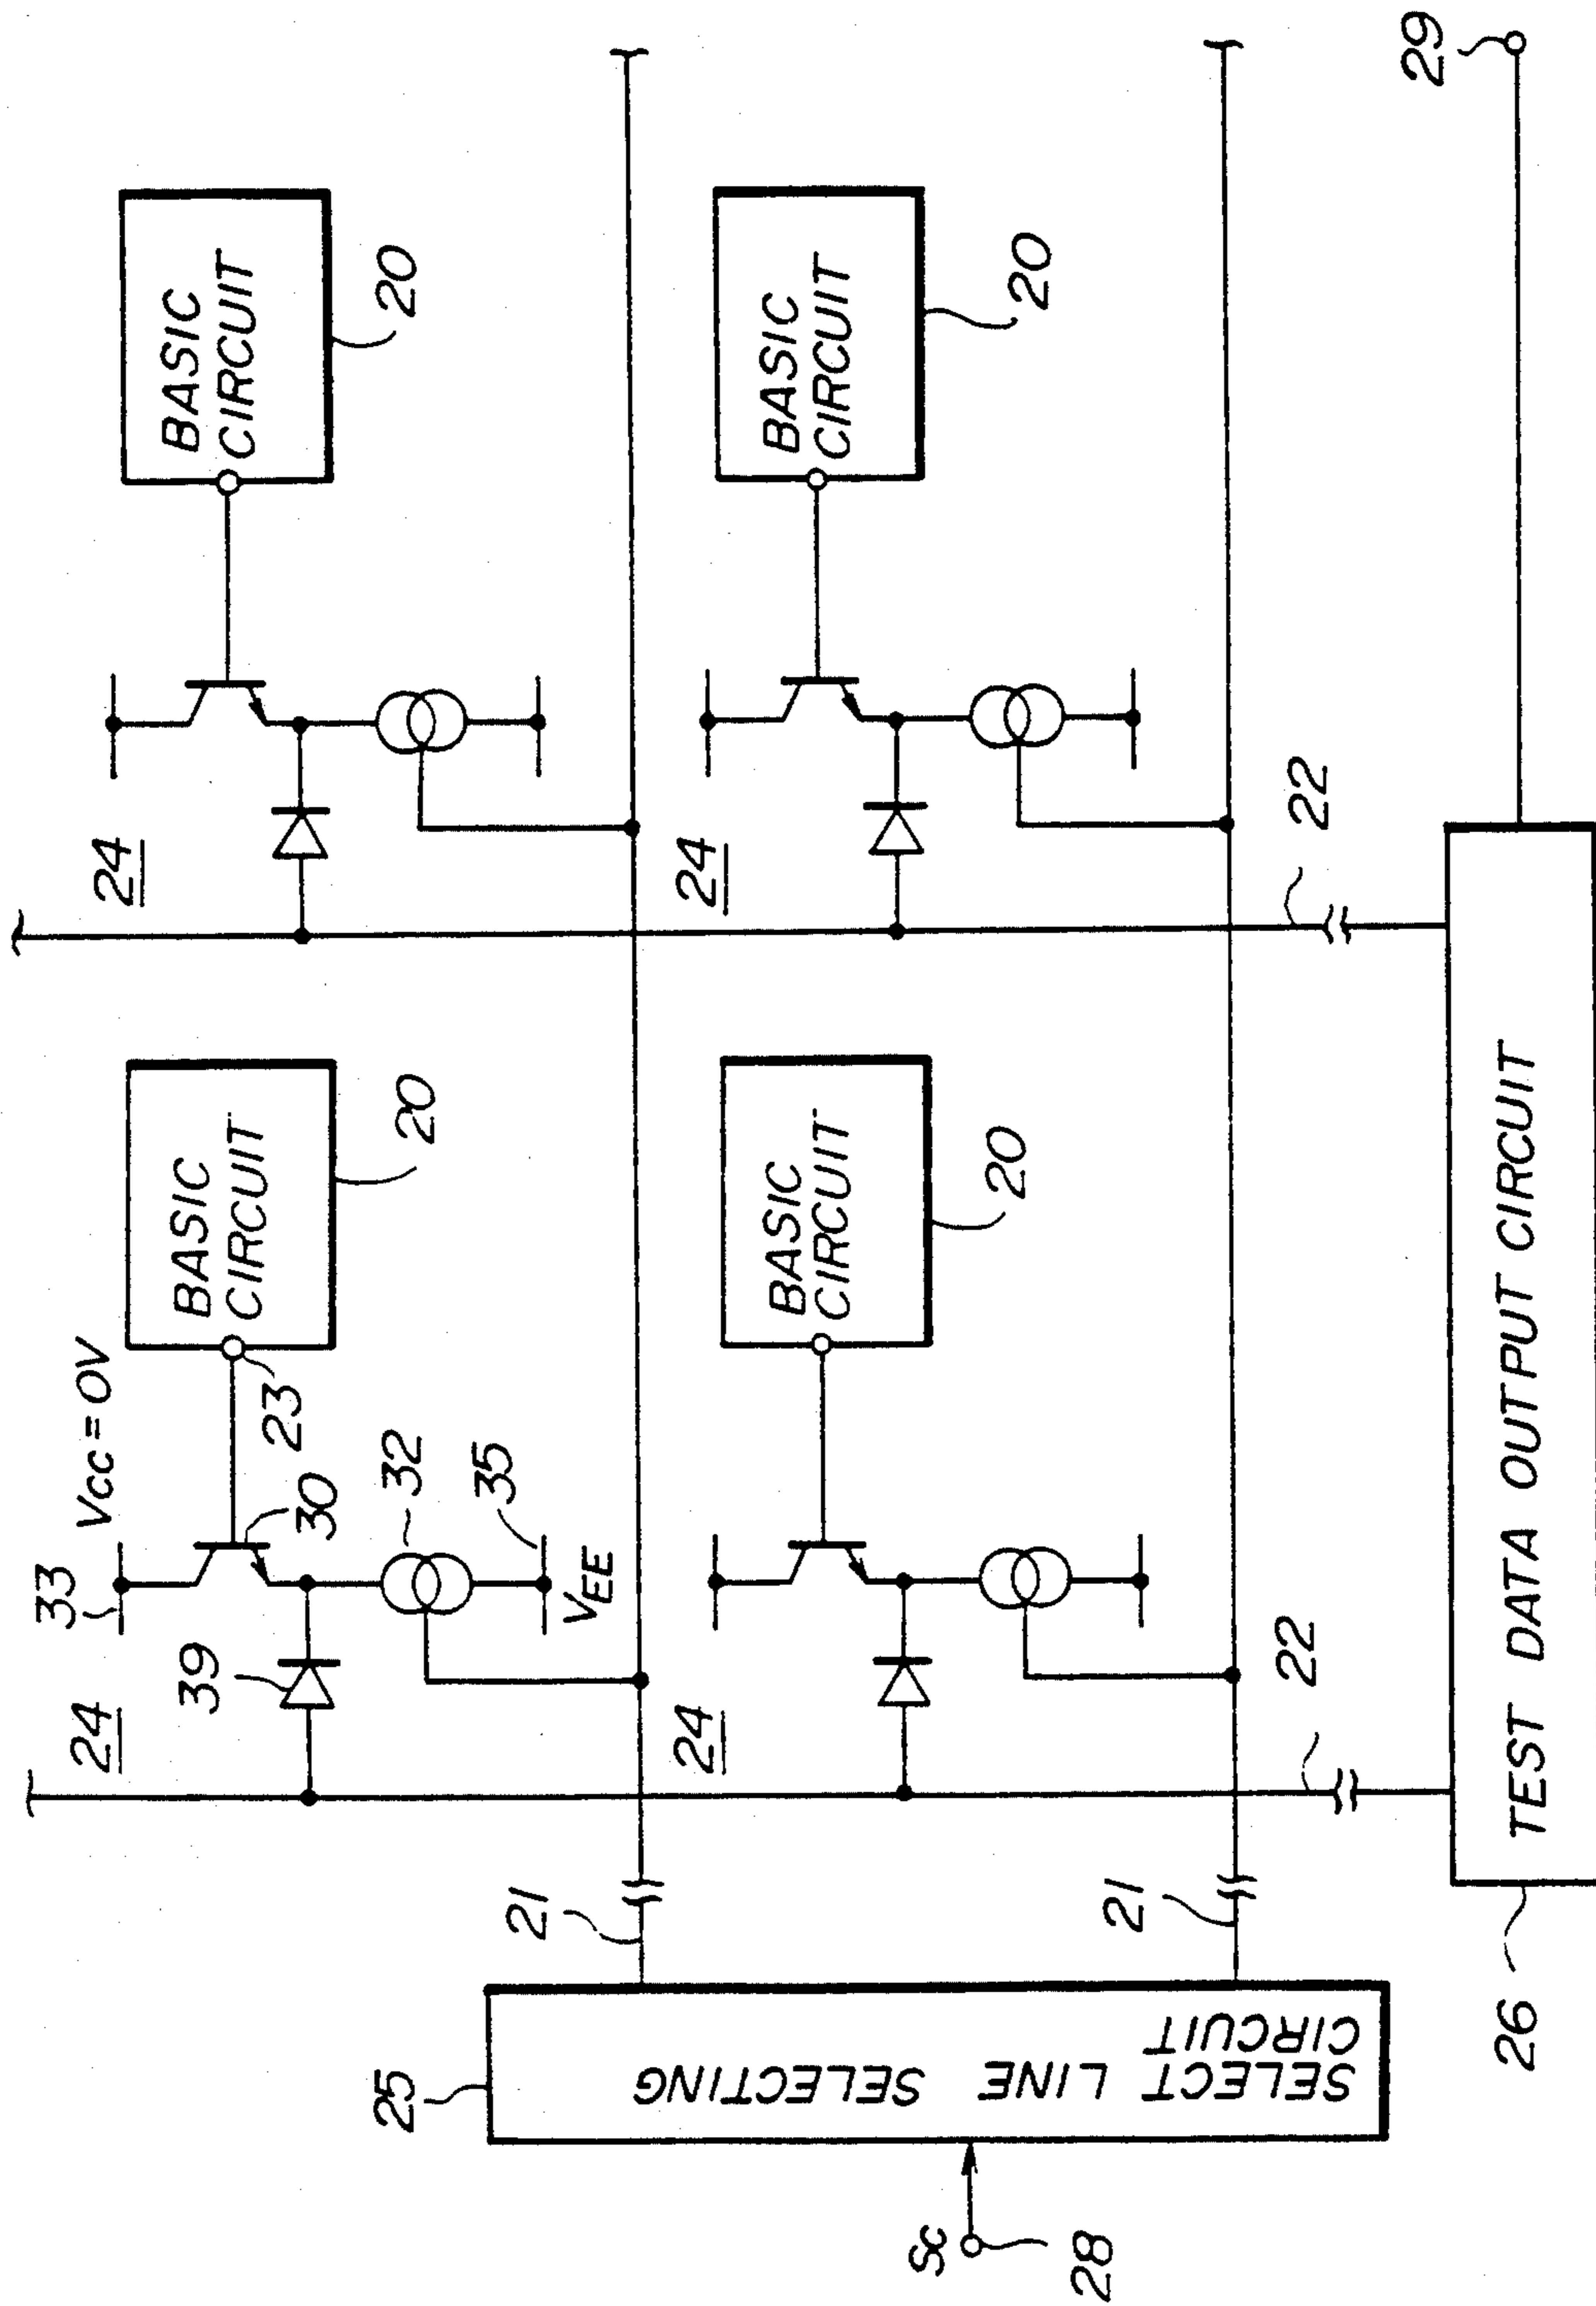 33
Vcc = 0V
24
39
30
23
BASIC
CIRCUIT
20
32
35
VEE
24
BASIC
CIRCUIT
20
21
24
BASIC
CIRCUIT
20
24
BASIC
CIRCUIT
20
21
22
22
25
SELECT LINE SELECTING
CIRCUIT
Sc
28
26
TEST DATA OUTPUT CIRCUIT
29